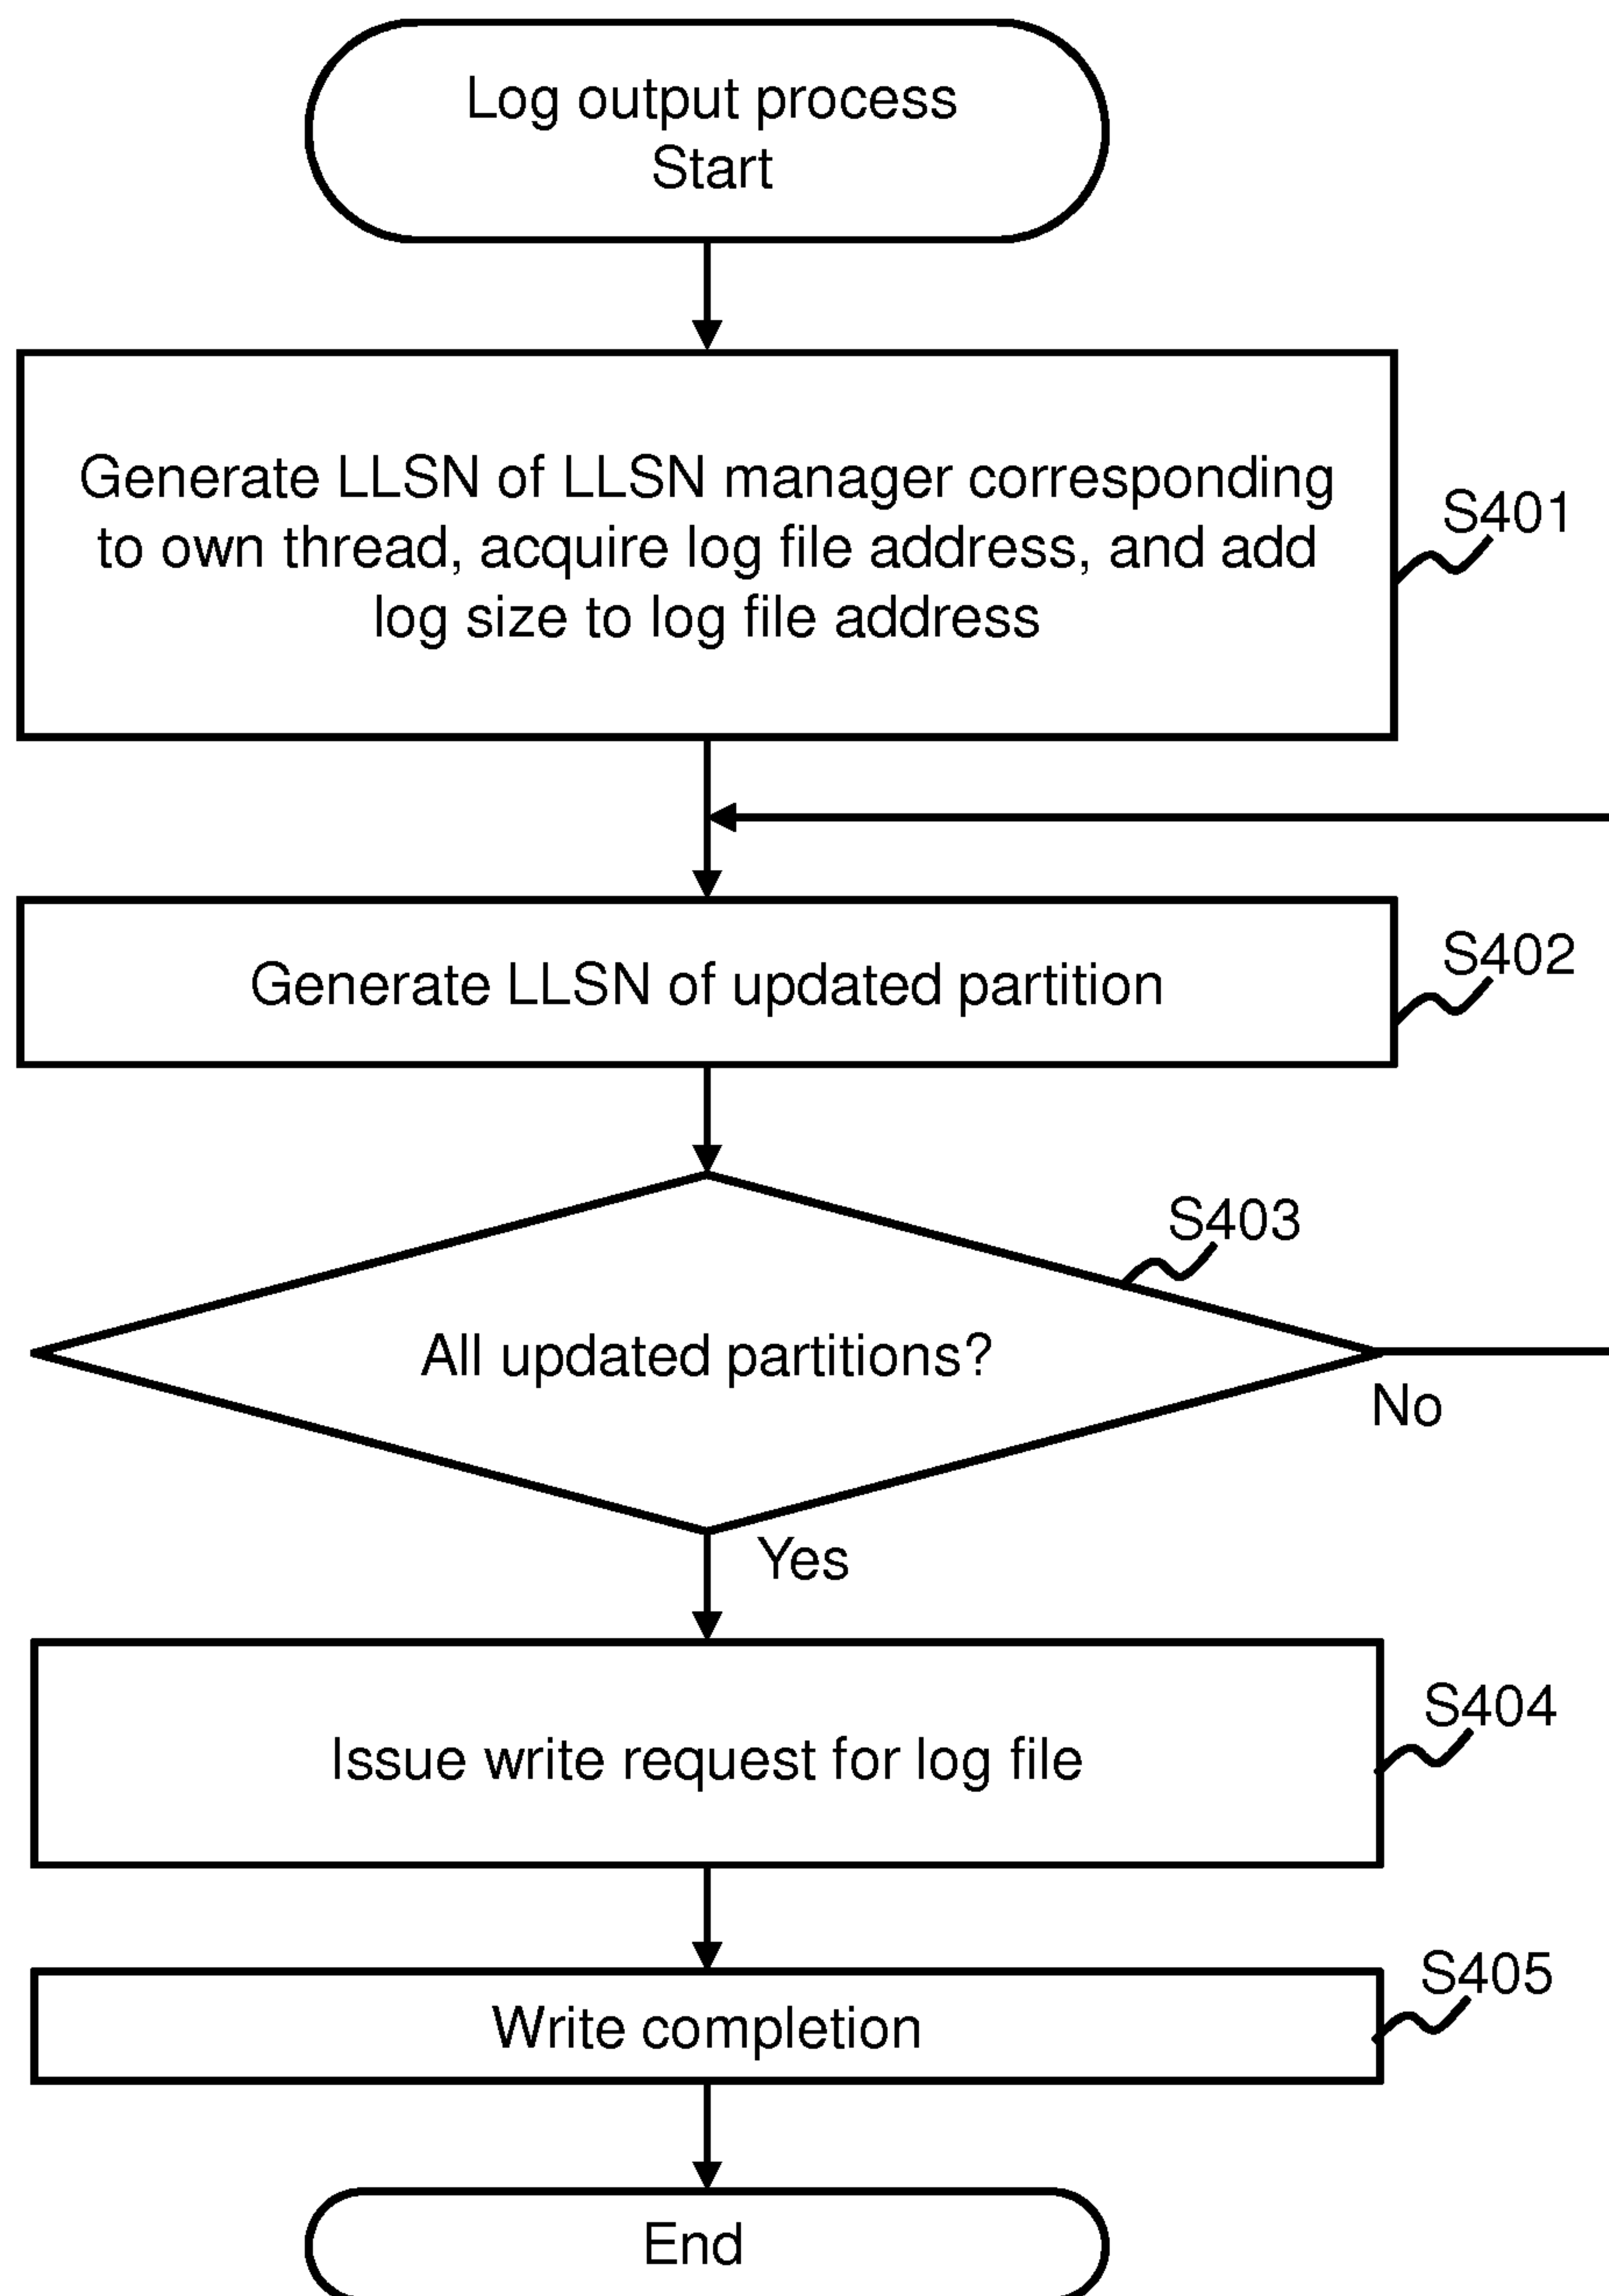 Log output process
Start
Generate LLSN of LLSN manager corresponding
to own thread, acquire log file address, and add
log size to log file address
S401
Generate LLSN of updated partition
S402
S403
All updated partitions?
No
Yes
Issue write request for log file
S404
Write completion
S405
End